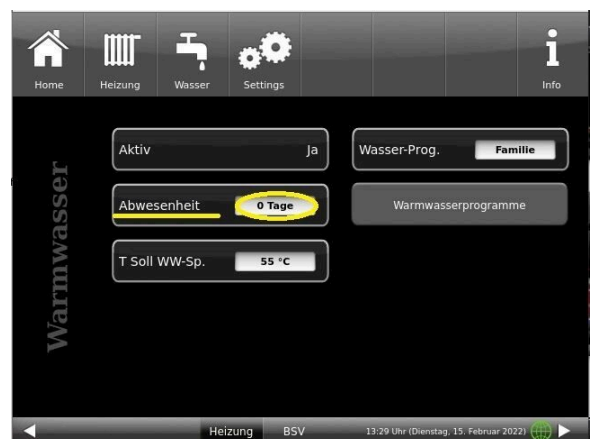 Home Heizung Wasser Settings Info
Warmwasser
Aktiv Ja
Wasser-Prog. Familie
Abwesenheit 0 Tage
Warmwasserprogramme
T Soll WW-Sp. 55 °C
Heizung BSV 13:29 Uhr (Dienstag, 15. Februar 2022)